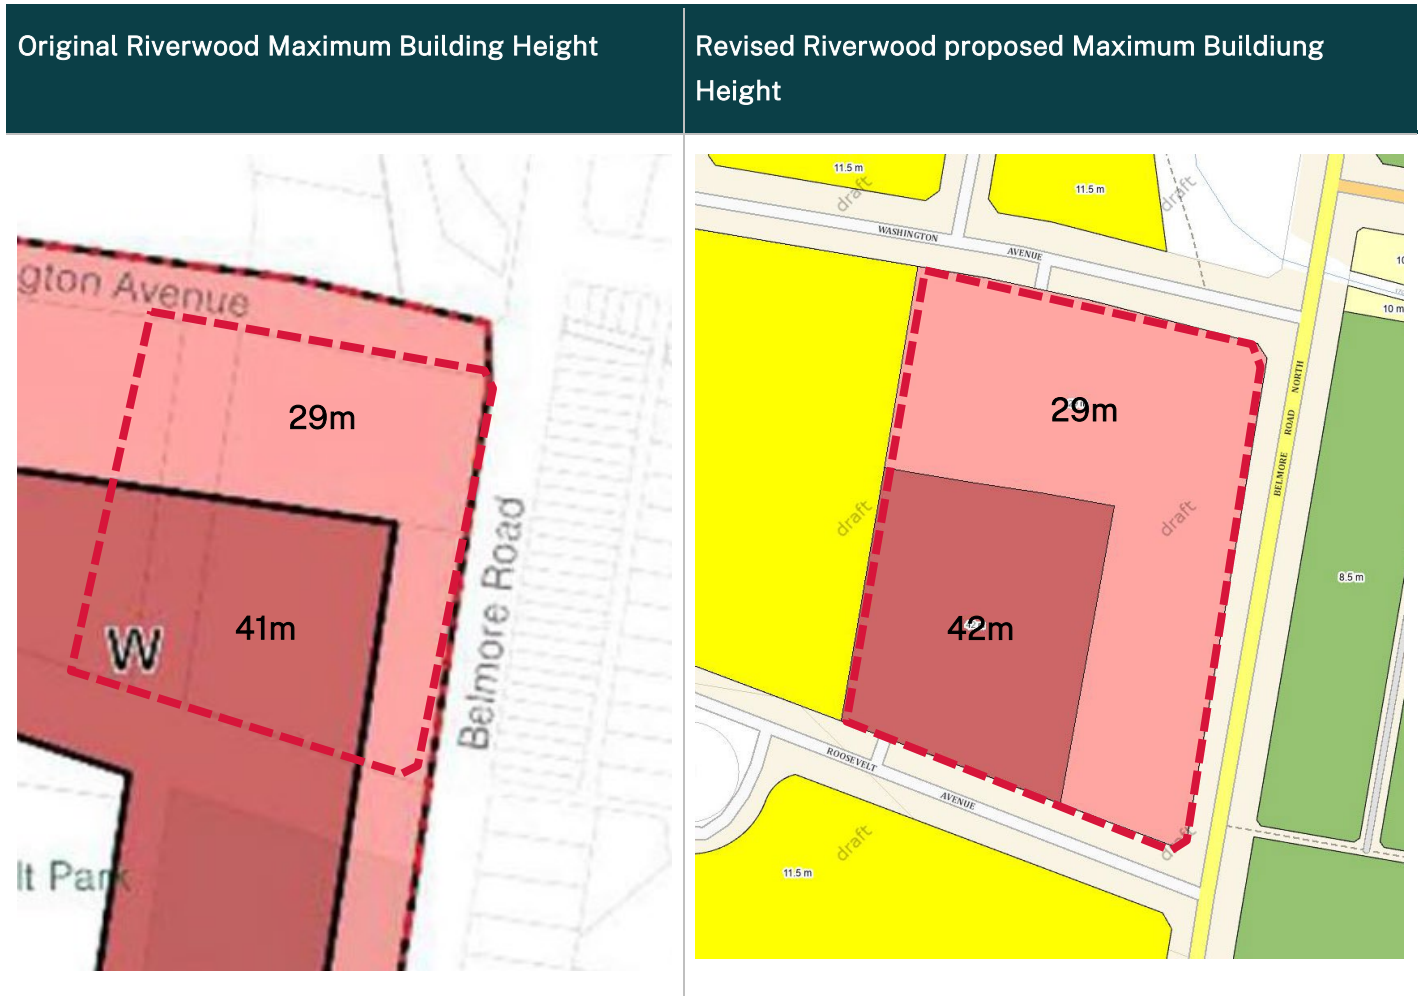 Original Riverwood Maximum Building Height
Revised Riverwood proposed Maximum Buildiung
Height
gton Avenue
29m
41m
W
Belmore Road
lt Park
11.5 m
11.5 m
draft
draft
WASHINGTON
AVENUE
10 m
29m
BELMORE ROAD NORTH
draft
draft
8.5 m
42m
ROOSEVELT
AVENUE
draft
draft
11.5 m